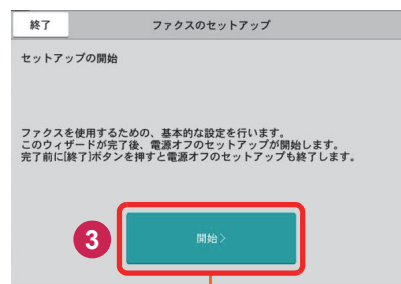 終了
ファクスのセットアップ
セットアップの開始
ファクスを使用するための、基本的な設定を行います。
このウィザードが完了後、電源オフのセットアップが開始します。
完了前に[終了]ボタンを押すと電源オフのセットアップも終了します。
3
開始>